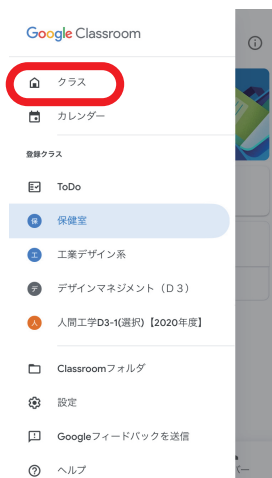 Google Classroom
クラス
カレンダー
登録クラス
ToDo
保 保健室
工 工業デザイン系
デ デザインマネジメント（D３）
人 人間工学D3-1(選択)【2020年度】
Classroomフォルダ
設定
Googleフィードバックを送信
ヘルプ